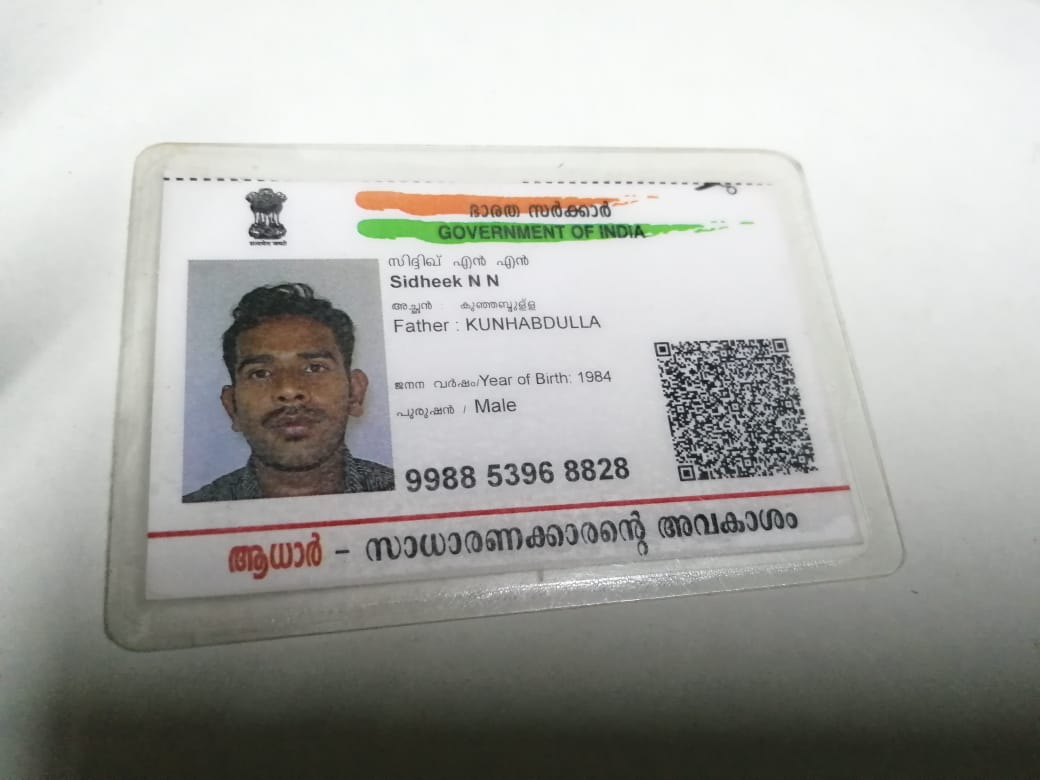 ഭാരത സർക്കാർ
GOVERNMENT OF INDIA
സിദ്ദിഖ് എൻ എൻ
Sidheek N N
അച്ഛൻ : കുഞ്ഞബ്ദുള്ള
Father : KUNHABDULLA
ജനന വർഷം/Year of Birth: 1984
പുരുഷൻ / Male
9988 5396 8828
ആധാർ - സാധാരണക്കാരന്റെ അവകാശം